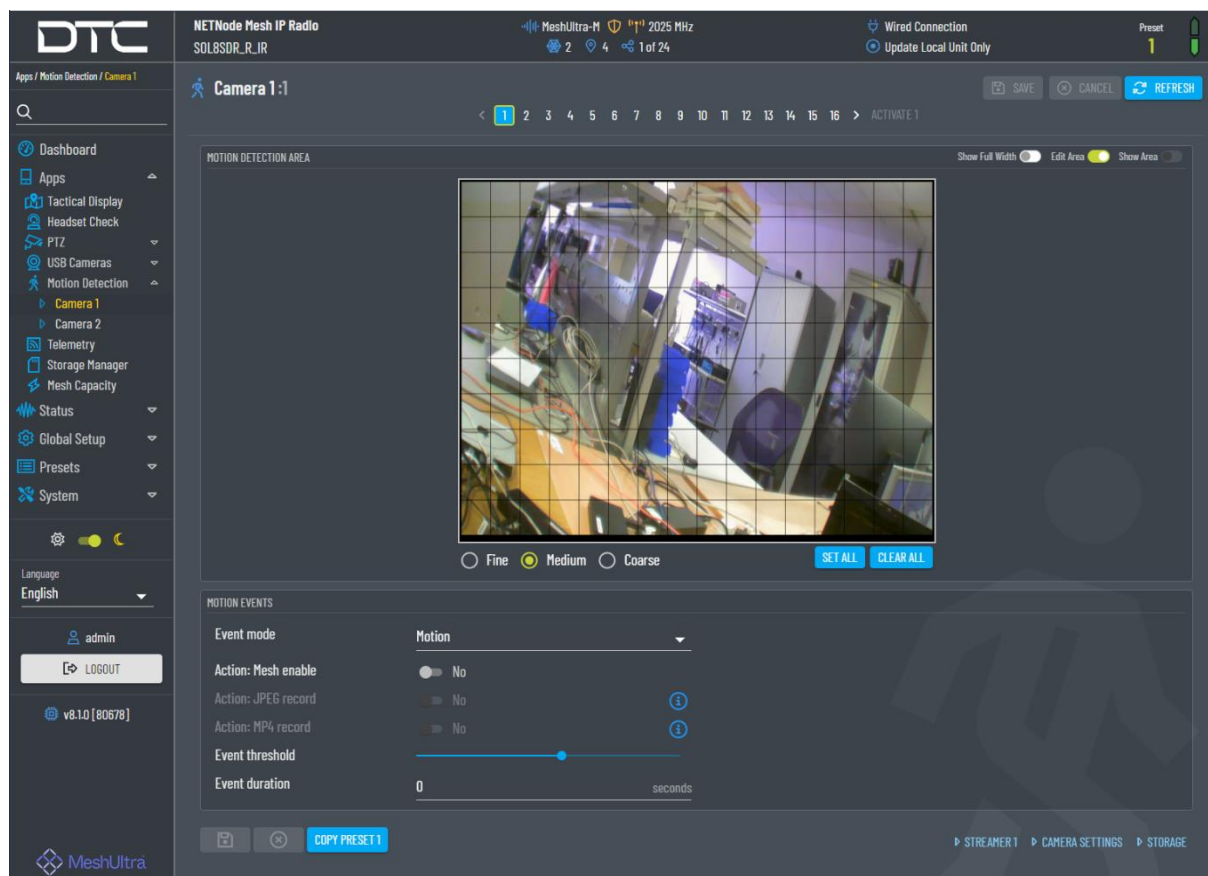 DTC
NETNode Mesh IP Radio
SOL8SDR_R_IR
MeshUltra-M 2025 MHz
2 4 1 of 24
Wired Connection
Update Local Unit Only
Preset
1
Apps / Motion Detection / Camera 1
Dashboard
Apps
Tactical Display
Headset Check
PTZ
USB Cameras
Motion Detection
Camera 1
Camera 2
Telemetry
Storage Manager
Mesh Capacity
Status
Global Setup
Presets
System
Language
English
admin
LOGOUT
v8.1.0 [80678]
MeshUltra
Camera 1 :1
SAVE CANCEL REFRESH
< 1 2 3 4 5 6 7 8 9 10 11 12 13 14 15 16 > ACTIVATE 1
MOTION DETECTION AREA
Show Full Width Edit Area Show Area
Fine Medium Coarse
SET ALL CLEAR ALL
MOTION EVENTS
Event mode Motion
Action: Mesh enable No
Action: JPEG record No
Action: MP4 record No
Event threshold
Event duration 0 seconds
COPY PRESET 1
STREAMER 1 CAMERA SETTINGS STORAGE